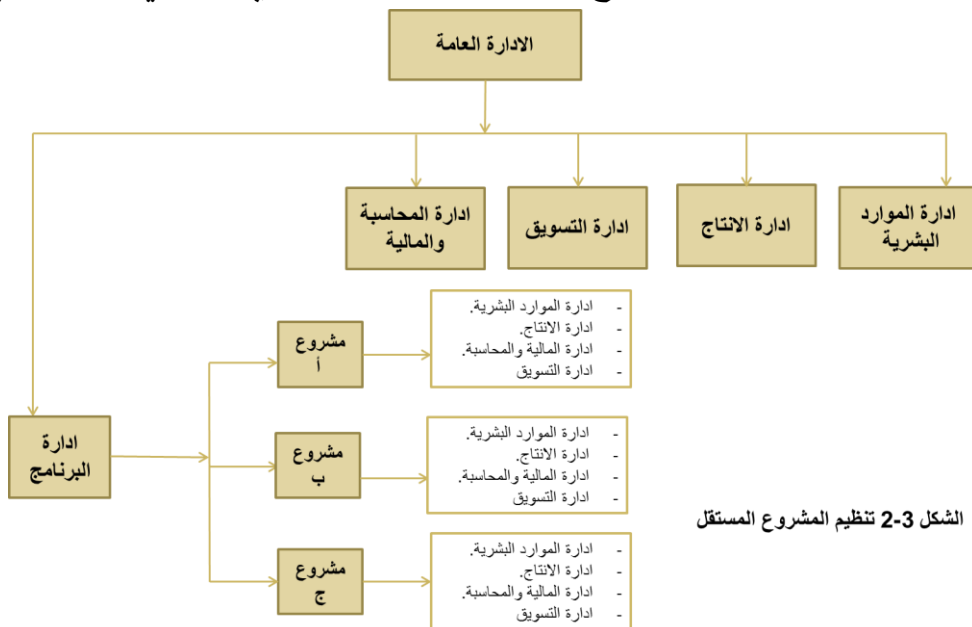 الادارة العامة
ادارة الموارد
البشرية
ادارة الانتاج
ادارة التسويق
ادارة المحاسبة
والمالية
مشروع
أ
- ادارة الموارد البشرية.
- ادارة الانتاج.
- ادارة المالية والمحاسبة.
- ادارة التسويق
ادارة
البرنامج
مشروع
ب
- ادارة الموارد البشرية.
- ادارة الانتاج.
- ادارة المالية والمحاسبة.
- ادارة التسويق
الشكل 3-2 تنظيم المشروع المستقل
مشروع
ج
- ادارة الموارد البشرية.
- ادارة الانتاج.
- ادارة المالية والمحاسبة.
- ادارة التسويق